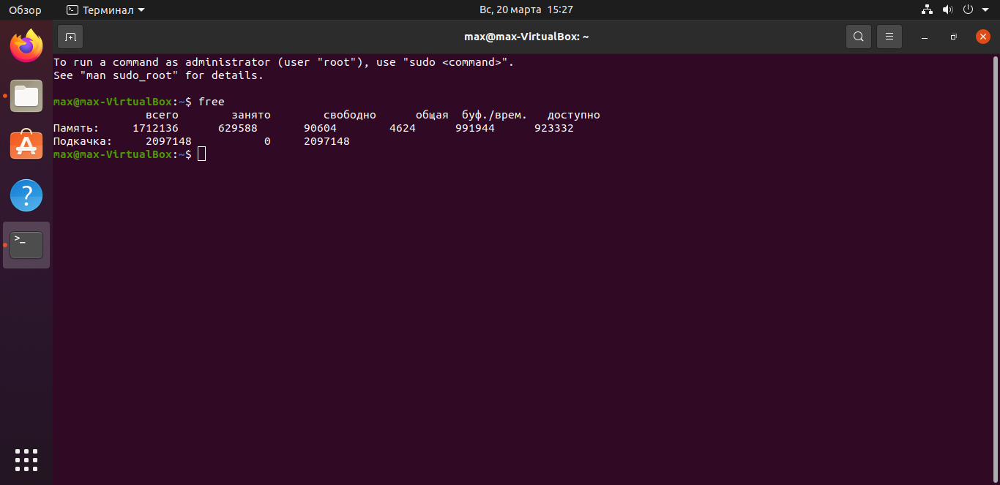 Обзор Терминал Вс, 20 марта 15:27
max@max-VirtualBox: ~
To run a command as administrator (user "root"), use "sudo <command>".
See "man sudo_root" for details.
max@max-VirtualBox:~$ free
всего занято свободно общая буф./врем. доступно
Память: 1712136 629588 90604 4624 991944 923332
Подкачка: 2097148 0 2097148
max@max-VirtualBox:~$